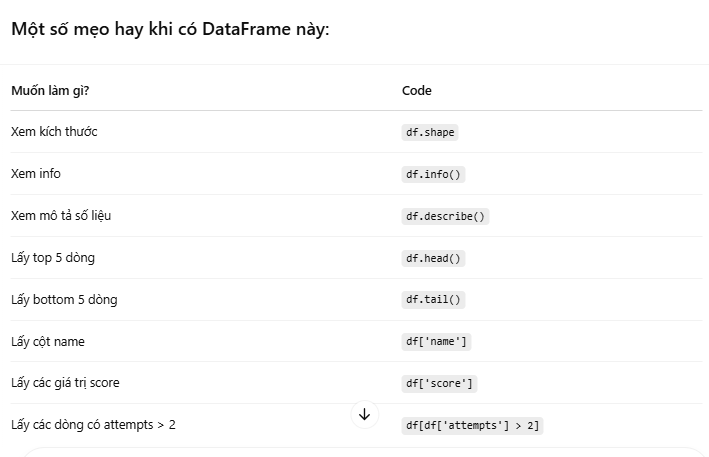 Một số mẹo hay khi có DataFrame này:
Muốn làm gì? Code
Xem kích thước df.shape
Xem info df.info()
Xem mô tả số liệu df.describe()
Lấy top 5 dòng df.head()
Lấy bottom 5 dòng df.tail()
Lấy cột name df['name']
Lấy các giá trị score df['score']
Lấy các dòng có attempts > 2 df[df['attempts'] > 2]